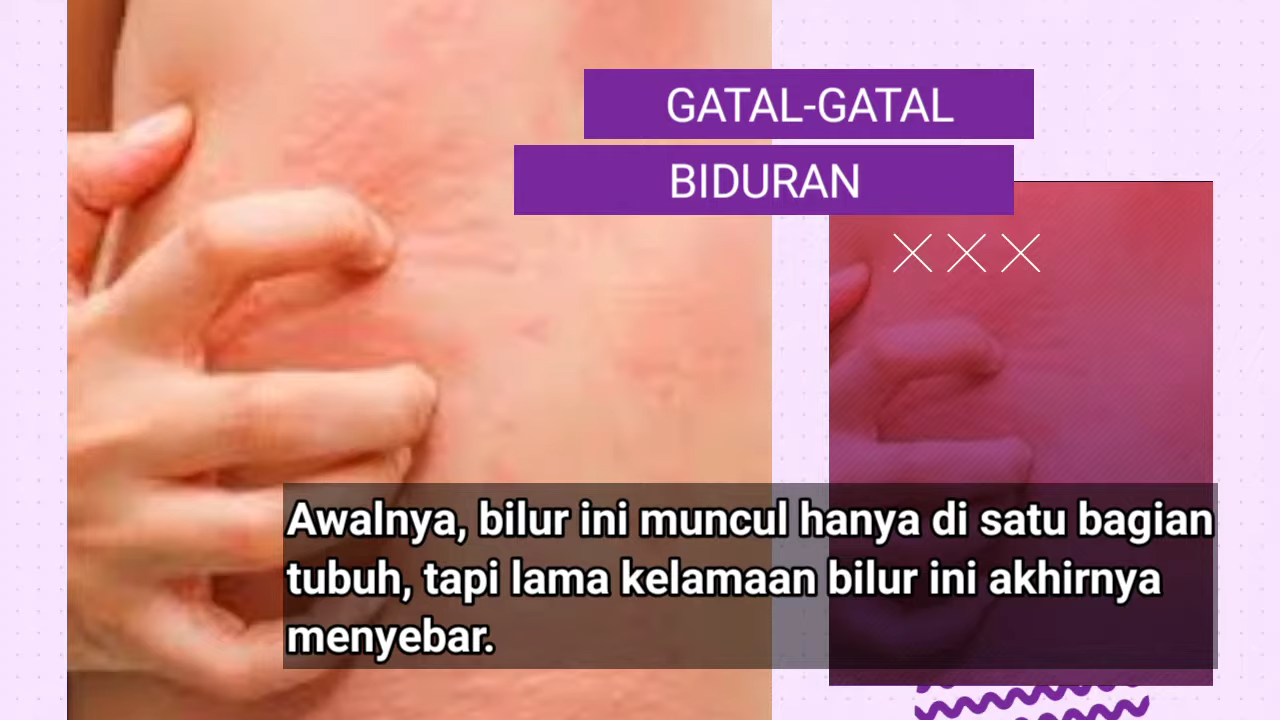 GATAL-GATAL
BIDURAN
Awalnya, bilur ini muncul hanya di satu bagian
tubuh, tapi lama kelamaan bilur ini akhirnya
menyebar.